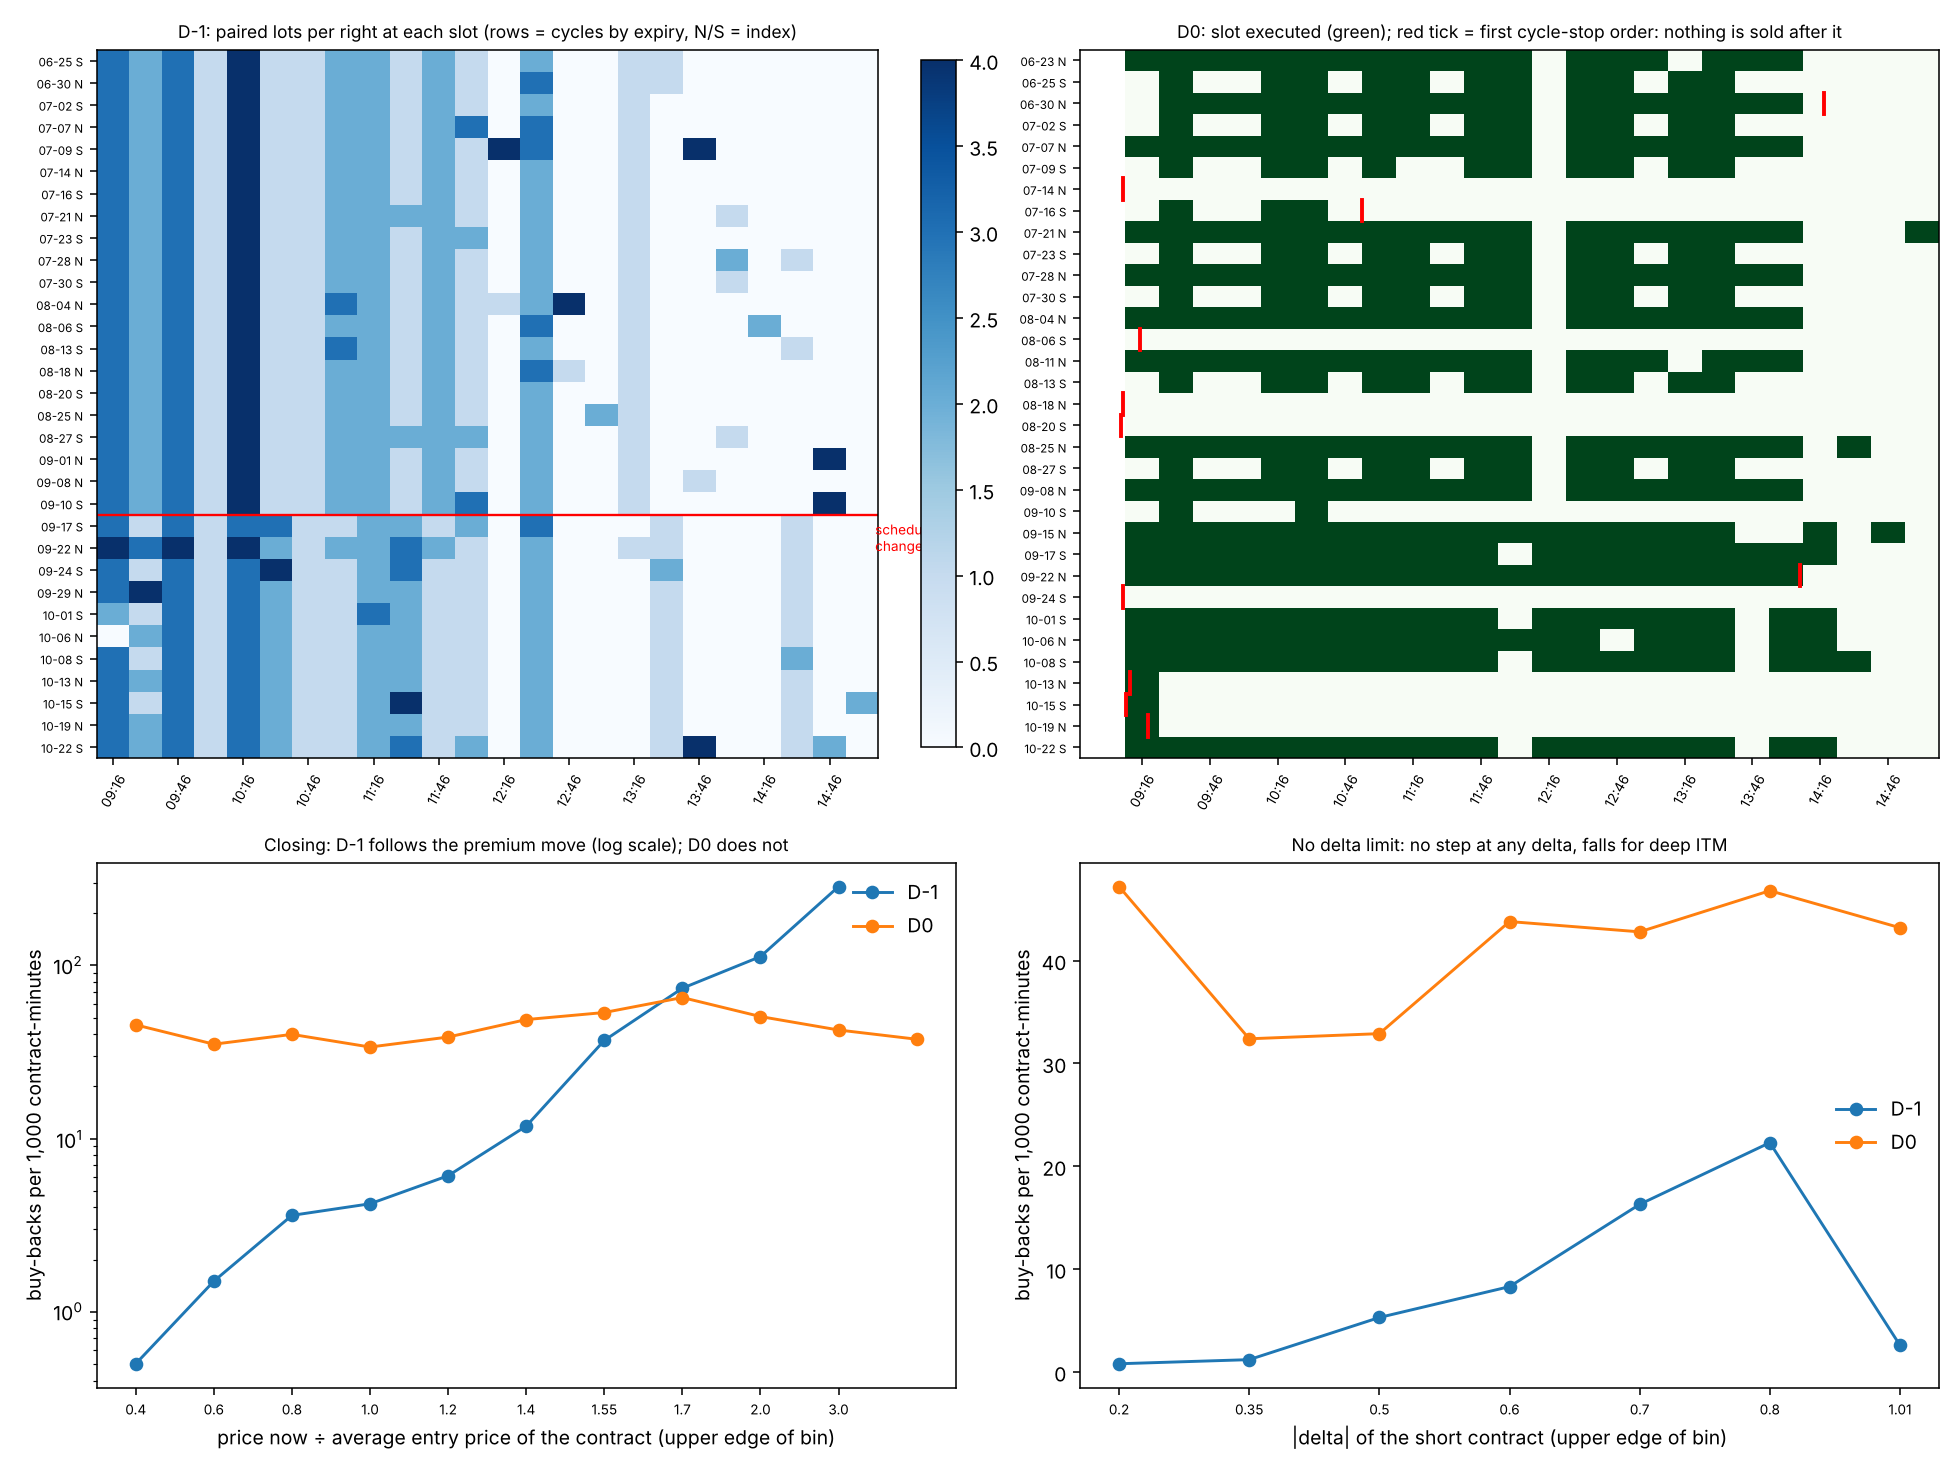 D-1: paired lots per right at each slot (rows = cycles by expiry, N/S = index)
06-25 S
06-30 N
07-02 S
07-07 N
07-09 S
07-14 N
07-16 S
07-21 N
07-23 S
07-28 N
07-30 S
08-04 N
08-06 S
08-13 S
08-18 N
08-20 S
08-25 N
08-27 S
09-01 N
09-08 N
09-10 S
09-17 S
09-22 N
09-24 S
09-29 N
10-01 S
10-06 N
10-08 S
10-13 N
10-15 S
10-19 N
10-22 S
09:16
09:46
10:16
10:46
11:16
11:46
12:16
12:46
13:16
13:46
14:16
14:46
schedu
change
4.0
3.5
3.0
2.5
2.0
1.5
1.0
0.5
0.0
D0: slot executed (green); red tick = first cycle-stop order: nothing is sold after it
06-23 N
06-25 S
06-30 N
07-02 S
07-07 N
07-09 S
07-14 N
07-16 S
07-21 N
07-23 S
07-28 N
07-30 S
08-04 N
08-06 S
08-11 N
08-13 S
08-18 N
08-20 S
08-25 N
08-27 S
09-08 N
09-10 S
09-15 N
09-17 S
09-22 N
09-24 S
10-01 S
10-06 N
10-08 S
10-13 N
10-15 S
10-19 N
10-22 S
09:16
09:46
10:16
10:46
11:16
11:46
12:16
12:46
13:16
13:46
14:16
14:46
Closing: D-1 follows the premium move (log scale); D0 does not
buy-backs per 1,000 contract-minutes
10²
10¹
10⁰
D-1
D0
0.4
0.6
0.8
1.0
1.2
1.4
1.55
1.7
2.0
3.0
price now ÷ average entry price of the contract (upper edge of bin)
No delta limit: no step at any delta, falls for deep ITM
buy-backs per 1,000 contract-minutes
40
30
20
10
0
D-1
D0
0.2
0.35
0.5
0.6
0.7
0.8
1.01
|delta| of the short contract (upper edge of bin)